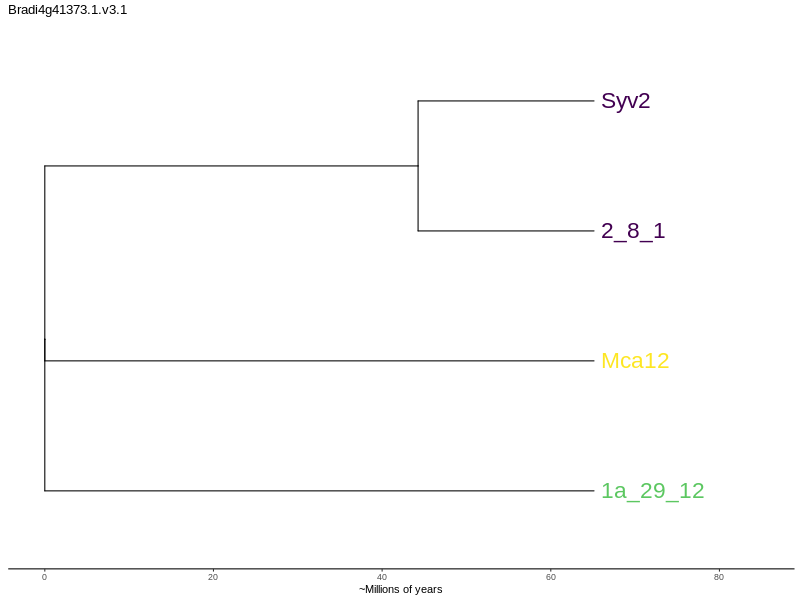 Bradi4g41373.1.v3.1
Syv2
2_8_1
Mca12
1a_29_12
0 20 40 60 80
~Millions of years